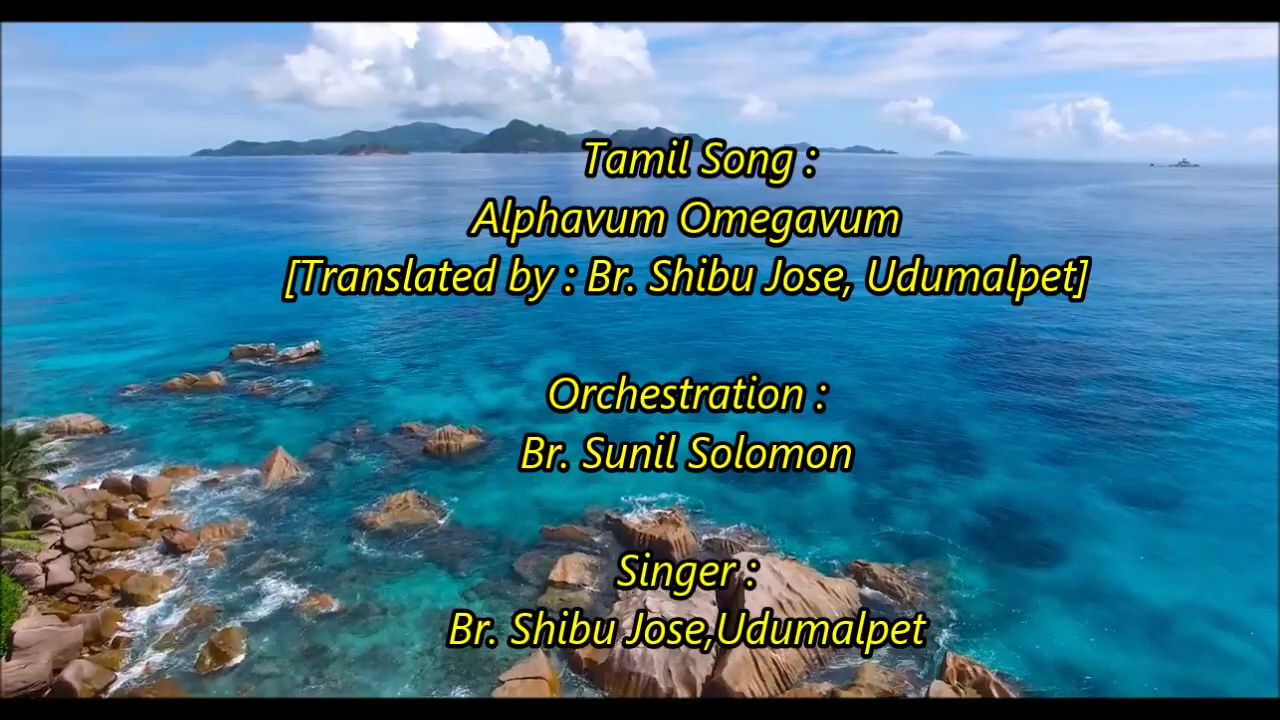 Tamil Song :
Alphavum Omegavum
[Translated by : Br. Shibu Jose, Udumalpet]
Orchestration :
Br. Sunil Solomon
Singer :
Br. Shibu Jose,Udumalpet